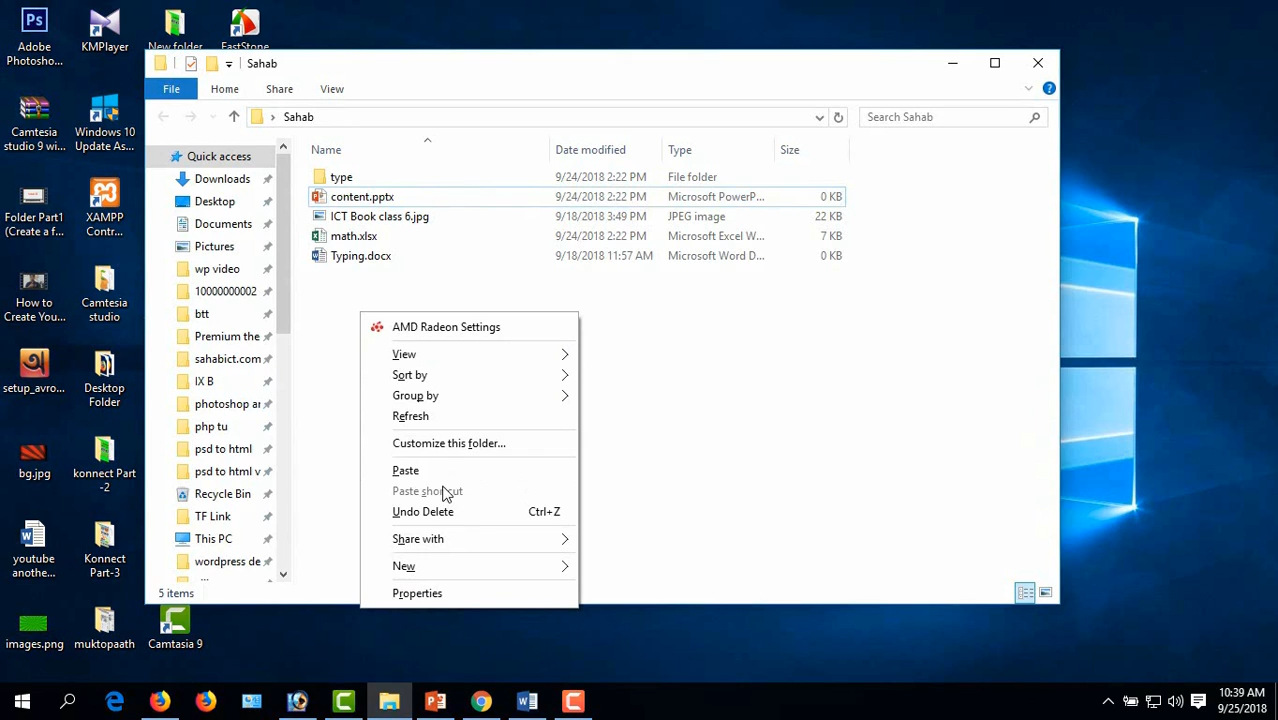 Adobe Photosho...
KMPlayer
New folder
FastStone
Camtesia studio 9 wi...
Windows 10 Update As...
Folder Part1 (Create a f...
XAMPP Contr...
How to Create You...
Camtesia studio
setup_avro...
Desktop Folder
bg.jpg
konnect Part -2
youtube anothe...
Konnect Part-3
images.png
muktopaath
Camtasia 9
Sahab
File
Home
Share
View
Sahab
Search Sahab
Name
Date modified
Type
Size
type
9/24/2018 2:22 PM
File folder
content.pptx
9/24/2018 2:22 PM
Microsoft PowerP...
0 KB
ICT Book class 6.jpg
9/18/2018 3:49 PM
JPEG image
22 KB
math.xlsx
9/24/2018 2:22 PM
Microsoft Excel W...
7 KB
Typing.docx
9/18/2018 11:57 AM
Microsoft Word D...
0 KB
Quick access
Downloads
Desktop
Documents
Pictures
wp video
10000000002
btt
Premium the
sahabict.com
IX B
photoshop ar
php tu
psd to html
psd to html v
Recycle Bin
TF Link
This PC
wordpress de
5 items
AMD Radeon Settings
View
Sort by
Group by
Refresh
Customize this folder...
Paste
Paste shortcut
Undo Delete Ctrl+Z
Share with
New
Properties
10:39 AM
9/25/2018